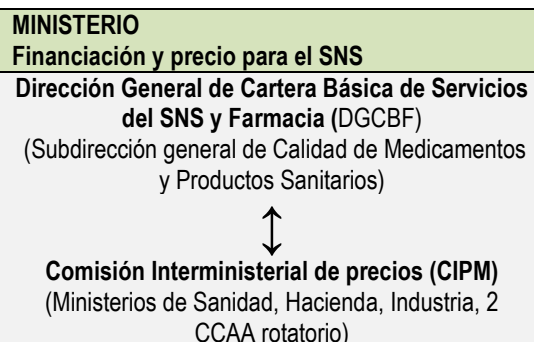 MINISTERIO
Financiación y precio para el SNS
Dirección General de Cartera Básica de Servicios
del SNS y Farmacia (DGCBF)
(Subdirección general de Calidad de Medicamentos
y Productos Sanitarios)
↕
Comisión Interministerial de precios (CIPM)
(Ministerios de Sanidad, Hacienda, Industria, 2
CCAA rotatorio)